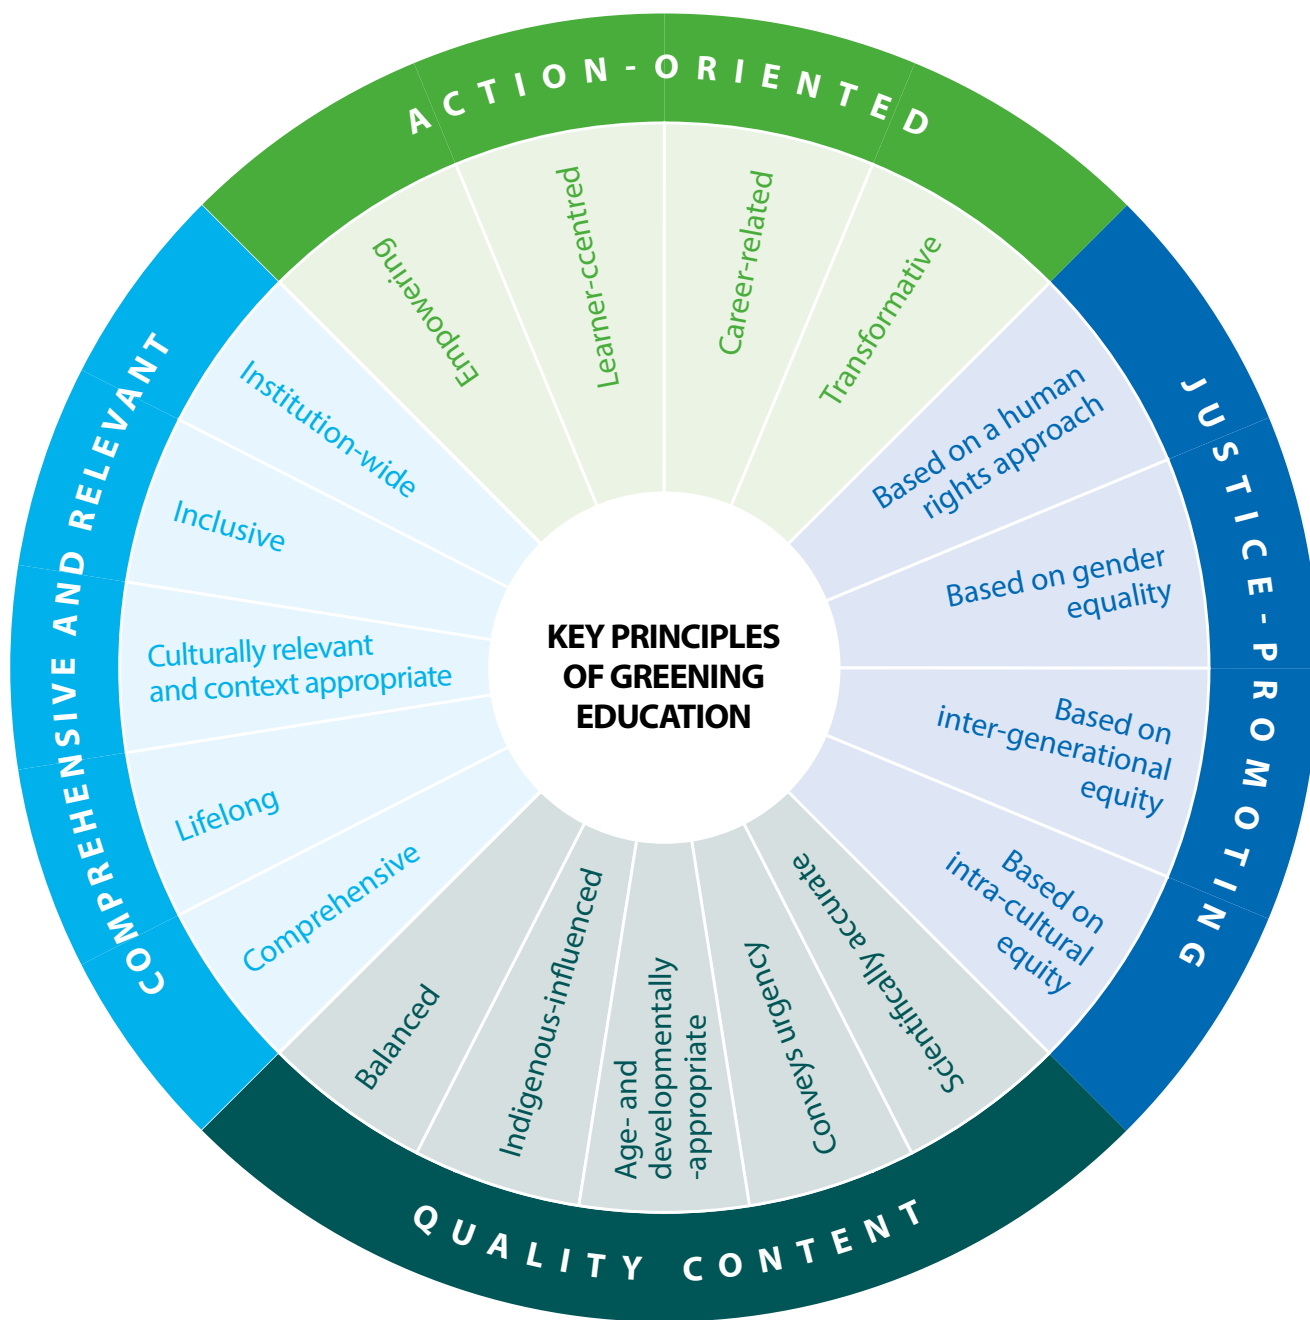 ACTION-ORIENTED
Empowering
Learner-ccentred
Career-related
Transformative
JUSTICE-PROMOTING
Based on a human
rights approach
Based on gender
equality
Based on
inter-generational
equity
Based on
intra-cultural
equity
QUALITY CONTENT
Scientifically accurate
Conveys urgency
Age- and
developmentally
-appropriate
Indigenous-influenced
Balanced
COMPREHENSIVE AND RELEVANT
Comprehensive
Lifelong
Culturally relevant
and context appropriate
Inclusive
Institution-wide
KEY PRINCIPLES
OF GREENING
EDUCATION